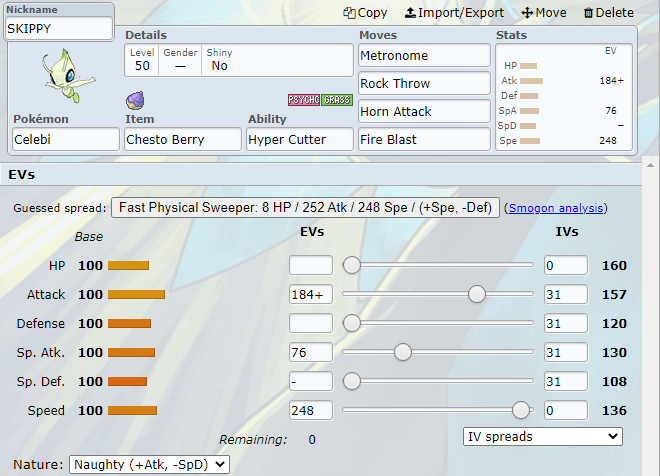 Nickname
SKIPPY
Copy Import/Export Move Delete
Details
Level Gender Shiny
50 — No
PSYCHC GRASS
Pokémon Item Ability
Celebi Chesto Berry Hyper Cutter
Moves
Metronome
Rock Throw
Horn Attack
Fire Blast
Stats
EV
HP
Atk 184+
Def
SpA 76
SpD –
Spe 248
EVs
Guessed spread: Fast Physical Sweeper: 8 HP / 252 Atk / 248 Spe / (+Spe, -Def) (Smogon analysis)
Base EVs IVs
HP 100 0 160
Attack 100 184+ 31 157
Defense 100 31 120
Sp. Atk. 100 76 31 130
Sp. Def. 100 - 31 108
Speed 100 248 0 136
Remaining: 0 IV spreads
Nature: Naughty (+Atk, -SpD)